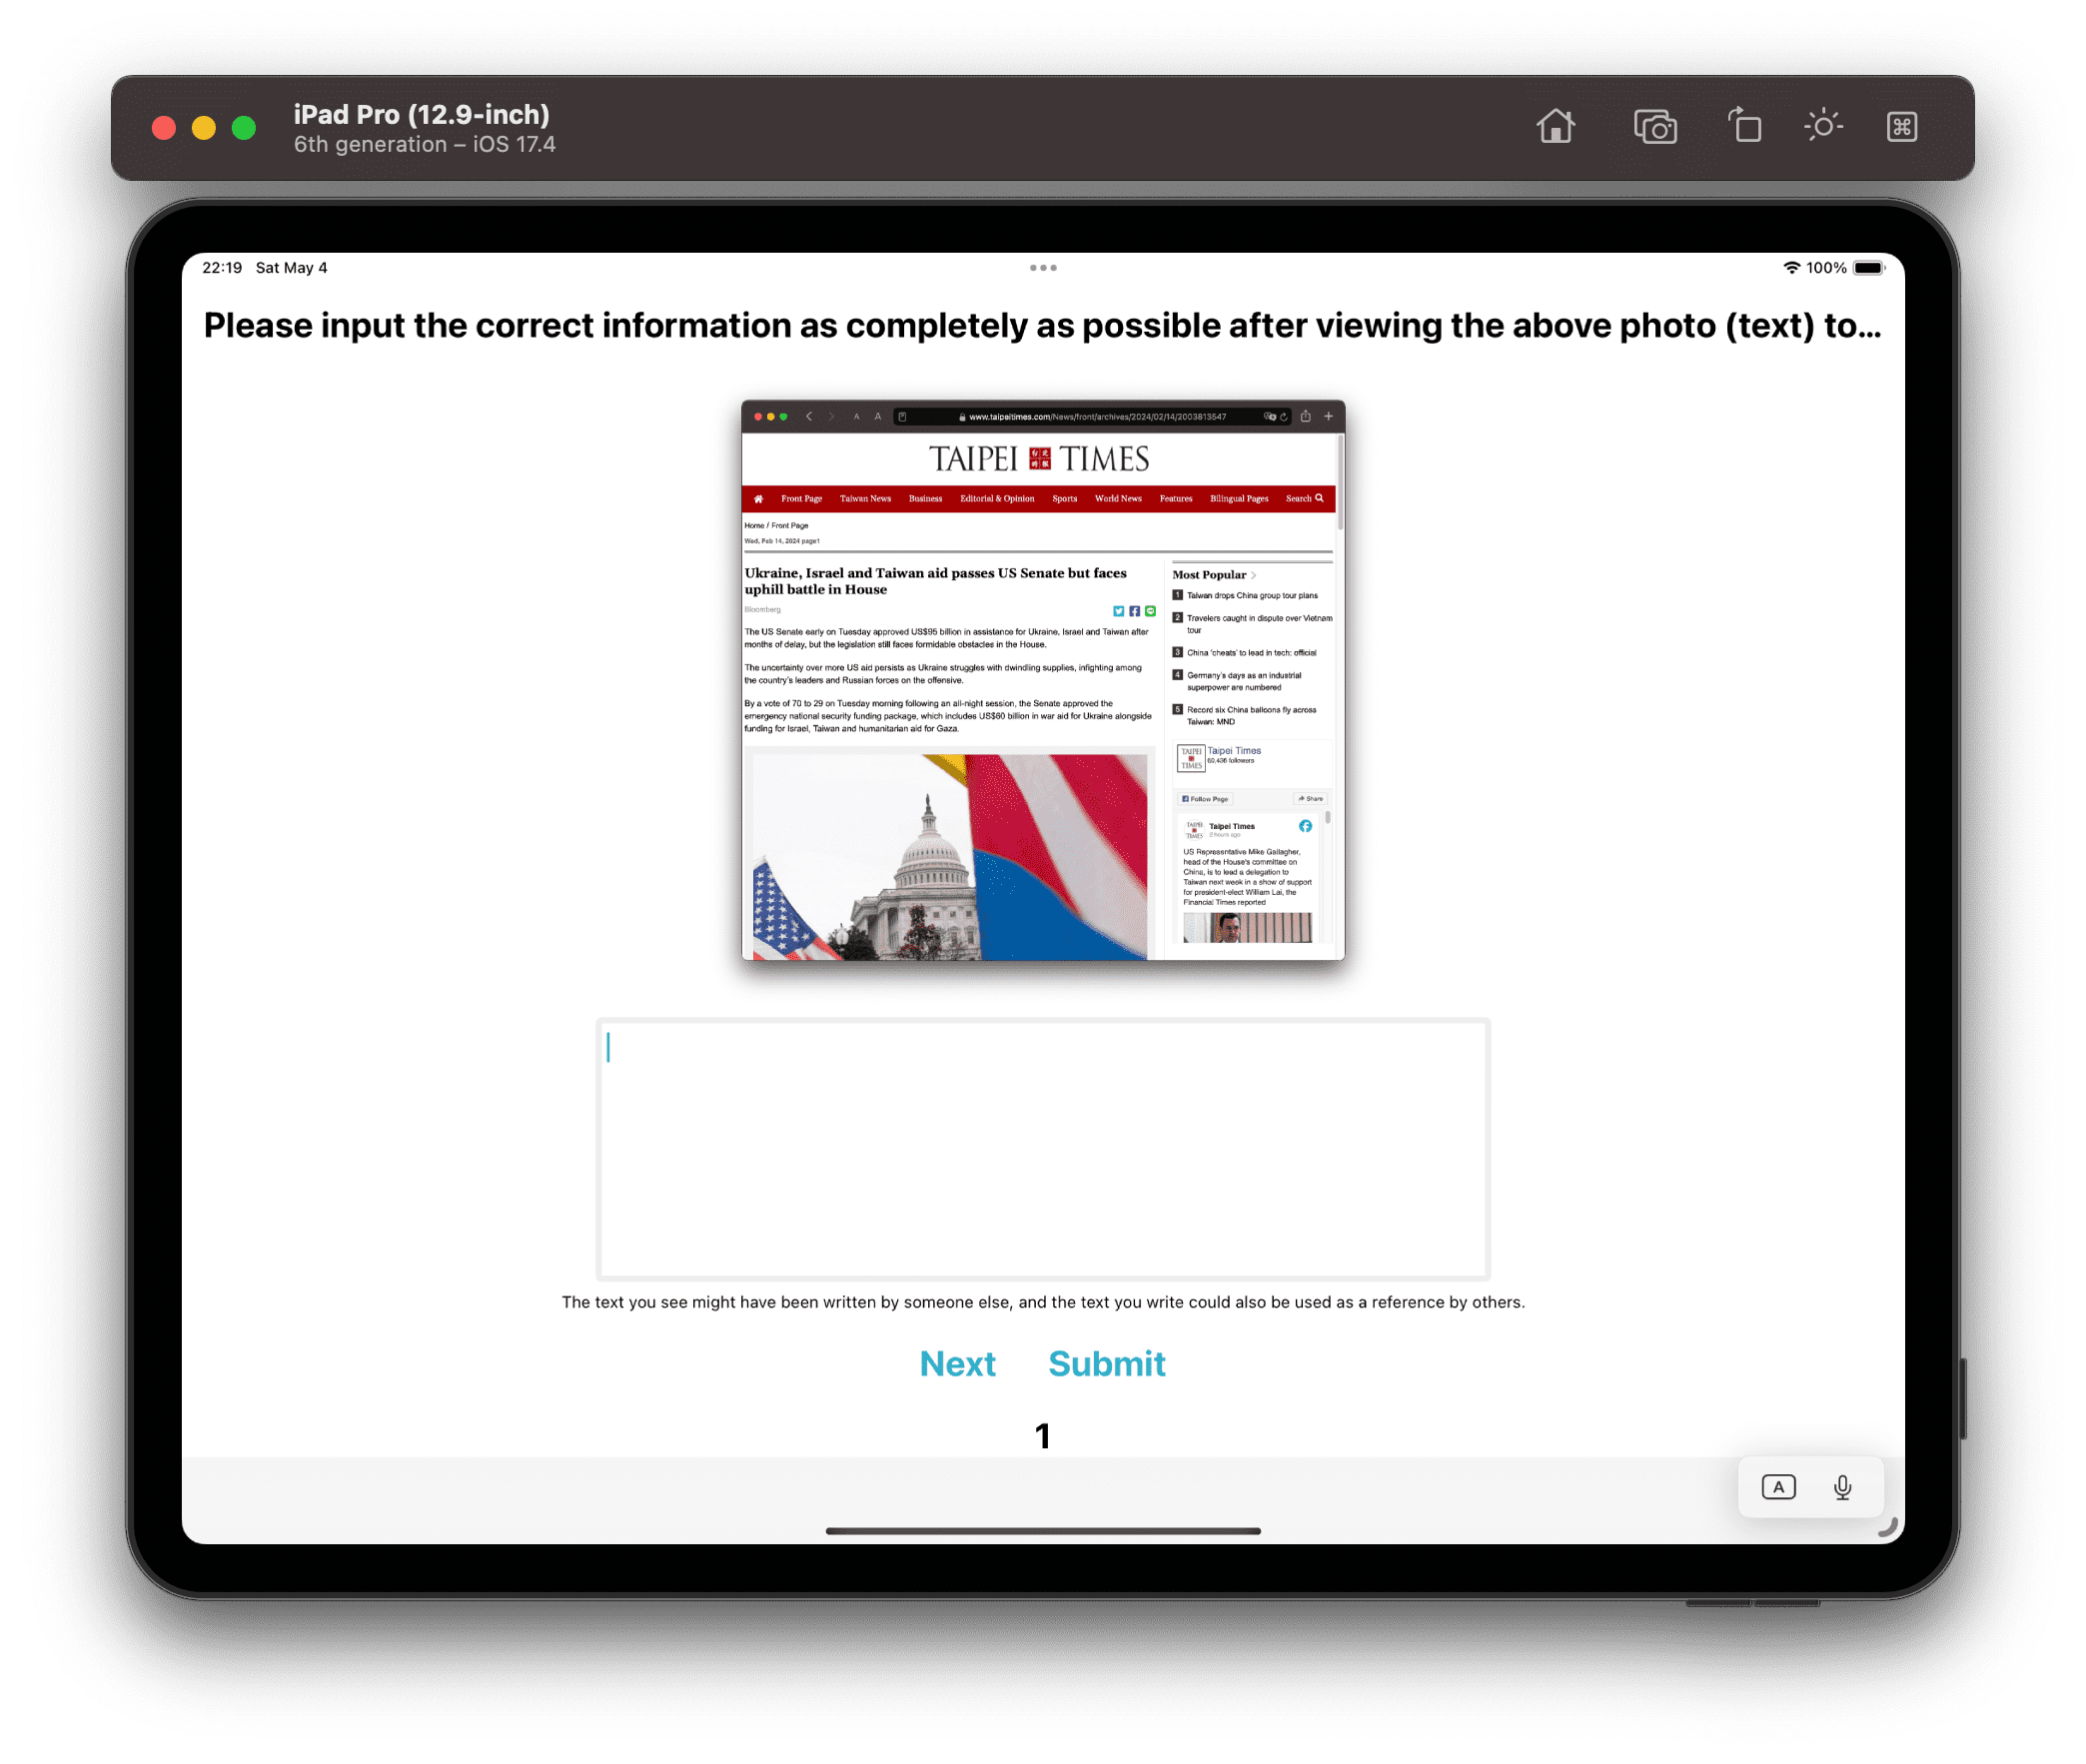 iPad Pro (12.9-inch)
6th generation – iOS 17.4
22:19 Sat May 4
100%
Please input the correct information as completely as possible after viewing the above photo (text) to...
A A www.taipeitimes.com/News/front/archives/2024/02/14/2003813547
TAIPEI 台北時報 TIMES
Front Page Taiwan News Business Editorial & Opinion Sports World News Features Bilingual Pages Search
Home / Front Page
Wed, Feb 14, 2024 page1
Ukraine, Israel and Taiwan aid passes US Senate but faces
uphill battle in House
Bloomberg
The US Senate early on Tuesday approved US$95 billion in assistance for Ukraine, Israel and Taiwan after
months of delay, but the legislation still faces formidable obstacles in the House.
The uncertainty over more US aid persists as Ukraine struggles with dwindling supplies, infighting among
the country's leaders and Russian forces on the offensive.
By a vote of 70 to 29 on Tuesday morning following an all-night session, the Senate approved the
emergency national security funding package, which includes US$60 billion in war aid for Ukraine alongside
funding for Israel, Taiwan and humanitarian aid for Gaza.
Most Popular
1 Taiwan drops China group tour plans
2 Travelers caught in dispute over Vietnam
tour
3 China 'cheats' to lead in tech: official
4 Germany's days as an industrial
superpower are numbered
5 Record six China balloons fly across
Taiwan: MND
TAIPEI
TIMES
Taipei Times
60,436 followers
Follow Page
Share
TAIPEI
TIMES
Taipei Times
2 hours ago
US Representative Mike Gallagher,
head of the House's committee on
China, is to lead a delegation to
Taiwan next week in a show of support
for president-elect William Lai, the
Financial Times reported
The text you see might have been written by someone else, and the text you write could also be used as a reference by others.
Next Submit
1
A